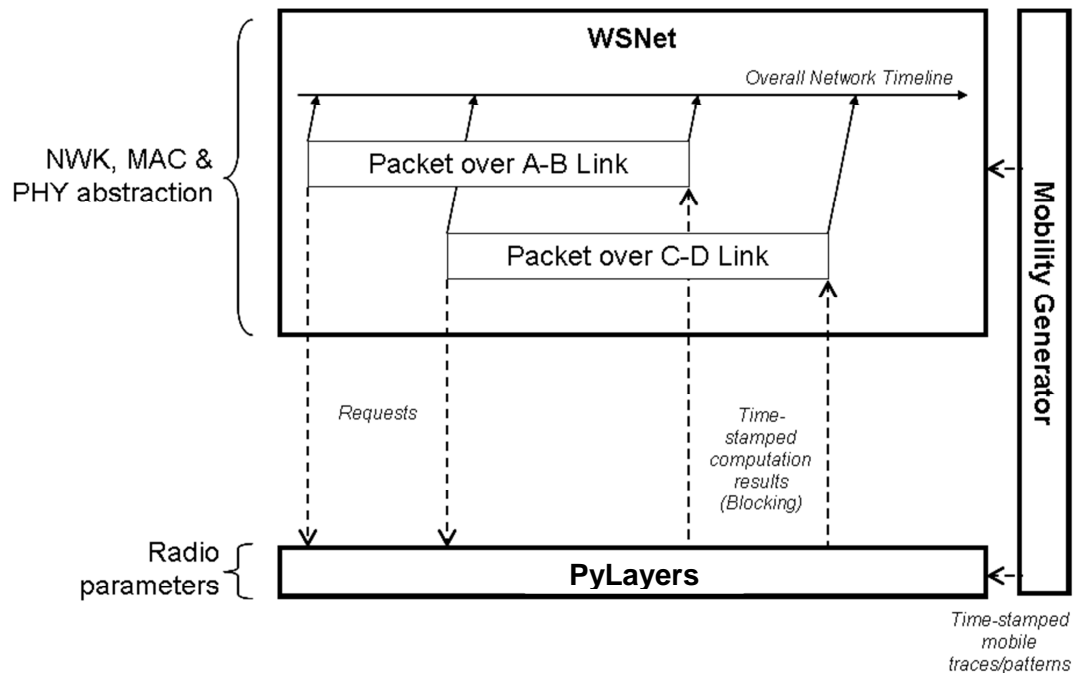 WSNet
Overall Network Timeline
NWK, MAC &
PHY abstraction
Packet over A-B Link
Packet over C-D Link
Mobility Generator
Requests
Time-
stamped
computation
results
(Blocking)
Radio
parameters
PyLayers
Time-stamped
mobile
traces/patterns